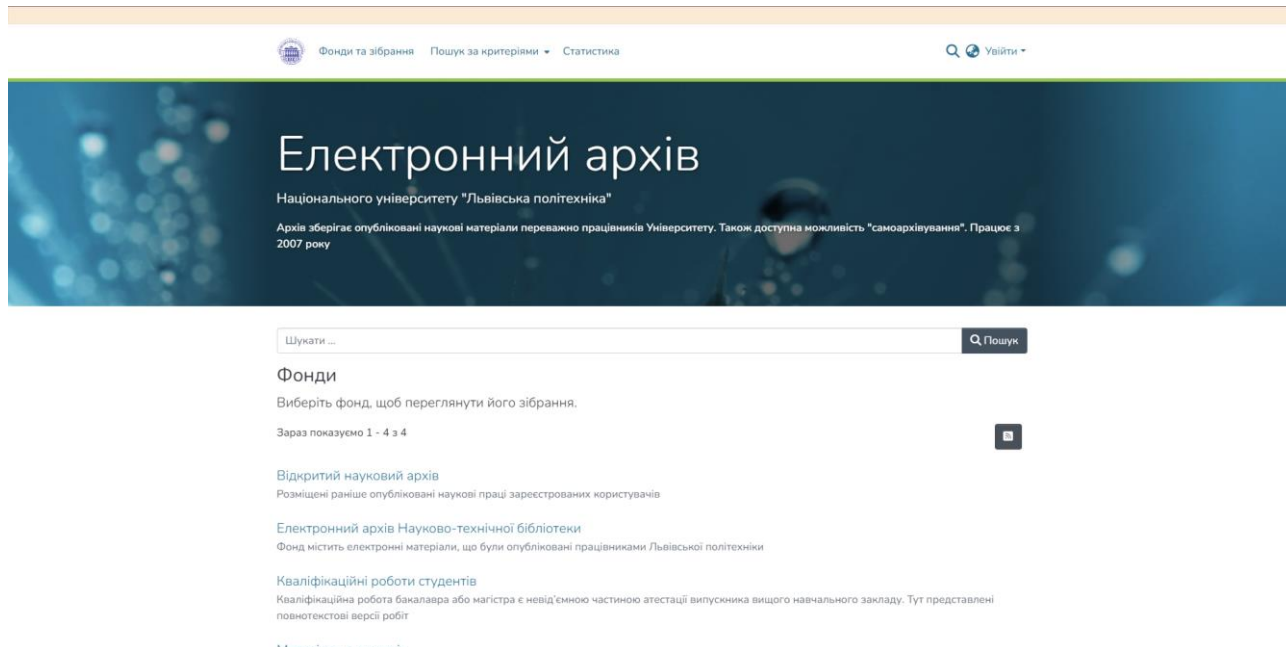 Фонди та зібрання Пошук за критеріями Статистика Увійти
Електронний архів
Національного університету "Львівська політехніка"
Архів зберігає опубліковані наукові матеріали переважно працівників Університету. Також доступна можливість "самоархівування". Працює з
2007 року
Шукати ... Пошук
Фонди
Виберіть фонд, щоб переглянути його зібрання.
Зараз показуємо 1 - 4 з 4
Відкритий науковий архів
Розміщені раніше опубліковані наукові праці зареєстрованих користувачів
Електронний архів Науково-технічної бібліотеки
Фонд містить електронні матеріали, що були опубліковані працівниками Львівської політехніки
Кваліфікаційні роботи студентів
Кваліфікаційна робота бакалавра або магістра є невід'ємною частиною атестації випускника вищого навчального закладу. Тут представлені
повнотекстові версії робіт